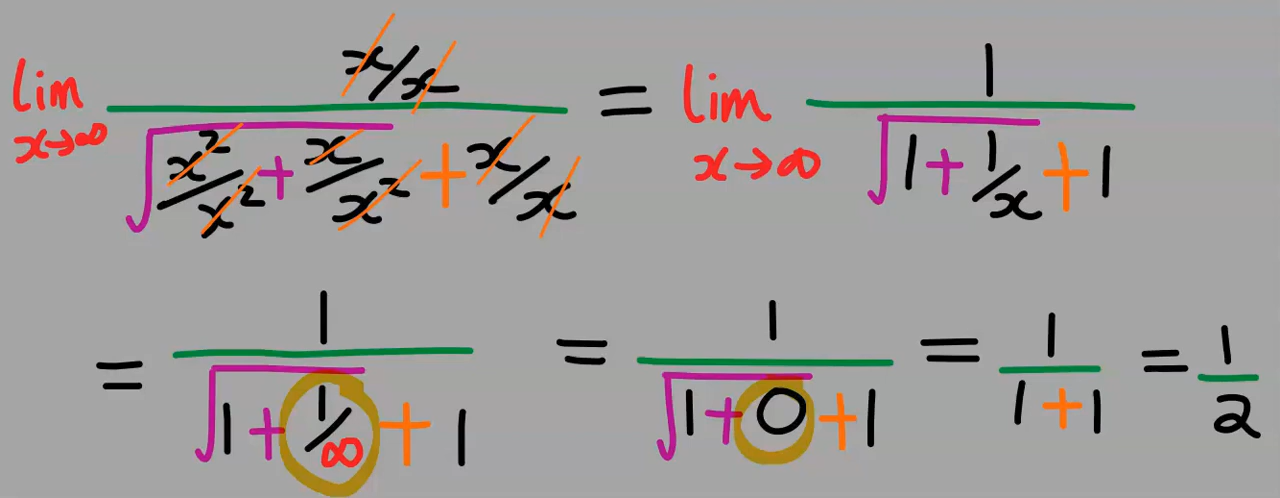 lim x→∞ (x/x) / (√(x²/x² + x/x²) + x/x) = lim x→∞ 1 / (√(1 + 1/x) + 1)
= 1 / (√(1 + 1/∞) + 1) = 1 / (√(1 + 0) + 1) = 1 / (1 + 1) = 1/2